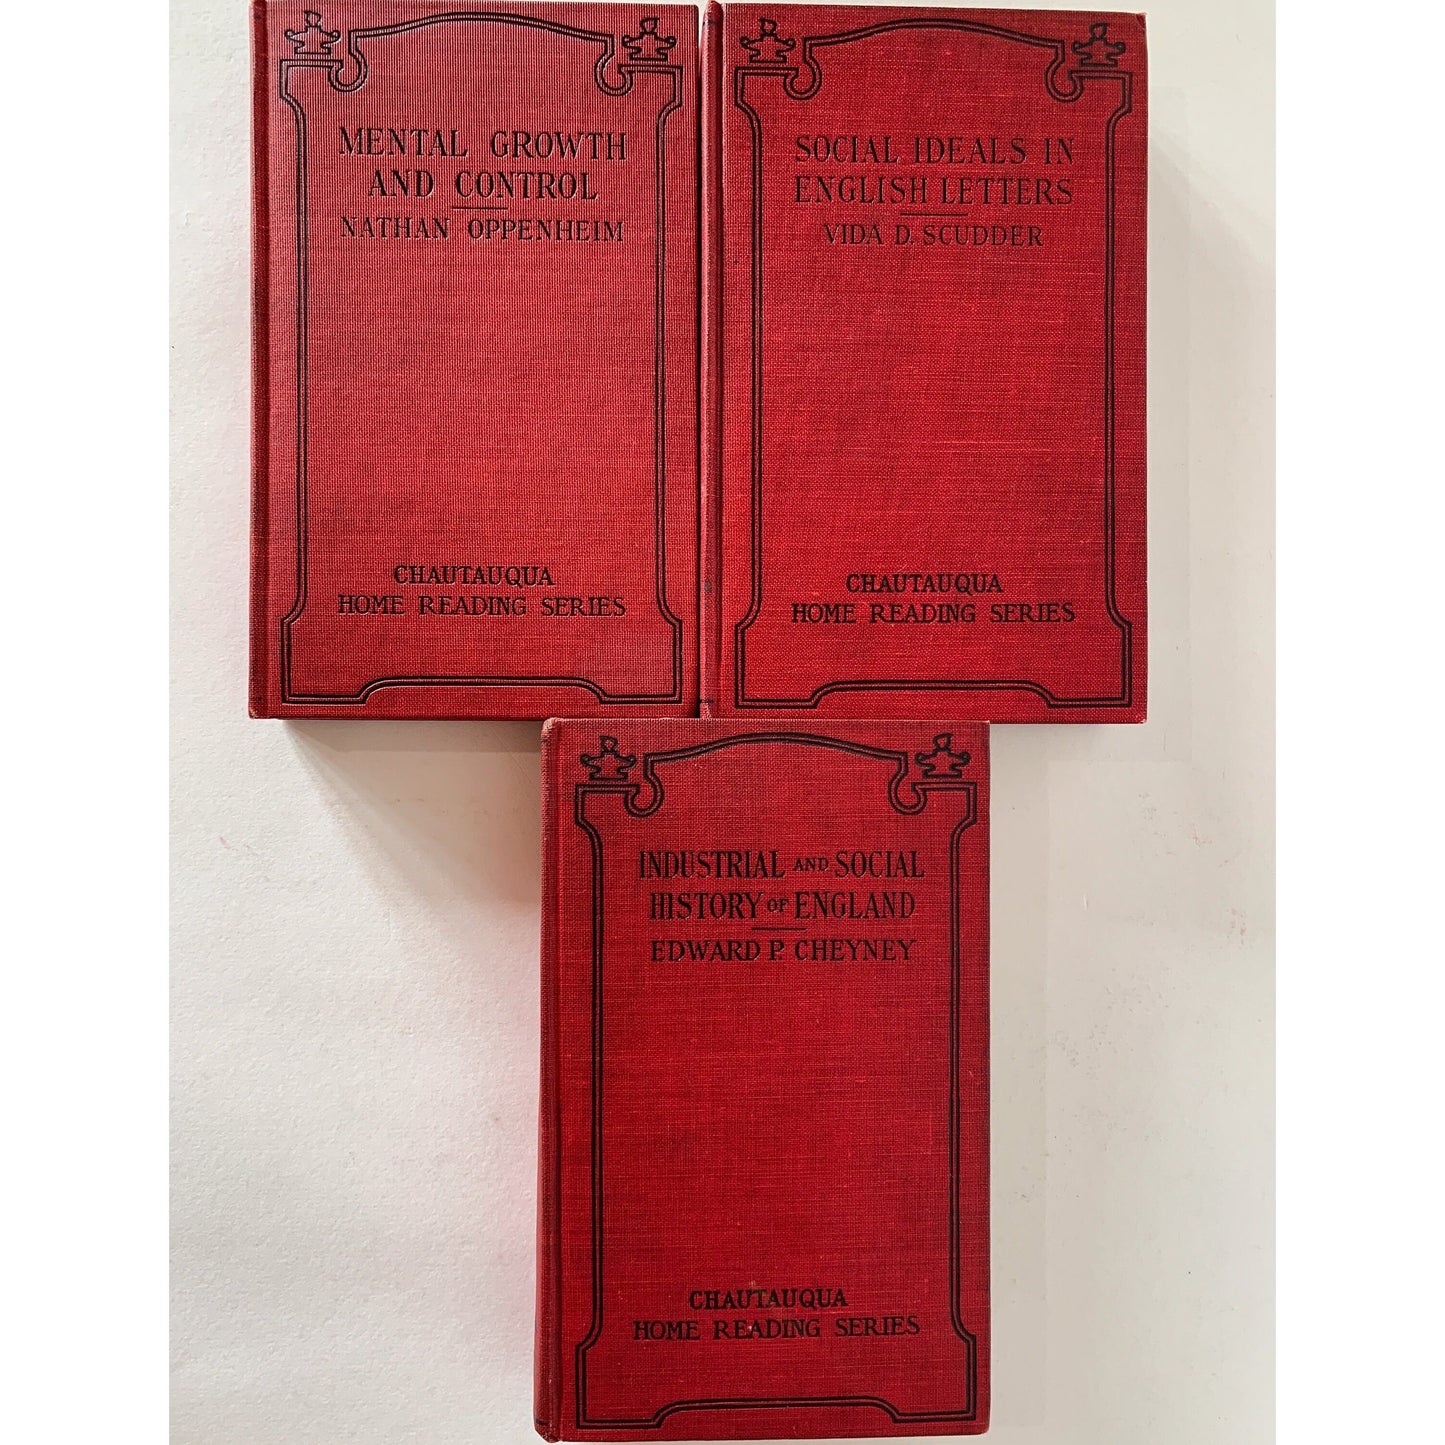 MENTAL GROWTH
AND CONTROL
NATHAN OPPENHEIM
CHAUTAUQUA
HOME READING SERIES
SOCIAL IDEALS IN
ENGLISH LETTERS
VIDA D. SCUDDER
CHAUTAUQUA
HOME READING SERIES
INDUSTRIAL AND SOCIAL
HISTORY OF ENGLAND
EDWARD P. CHEYNEY
CHAUTAUQUA
HOME READING SERIES